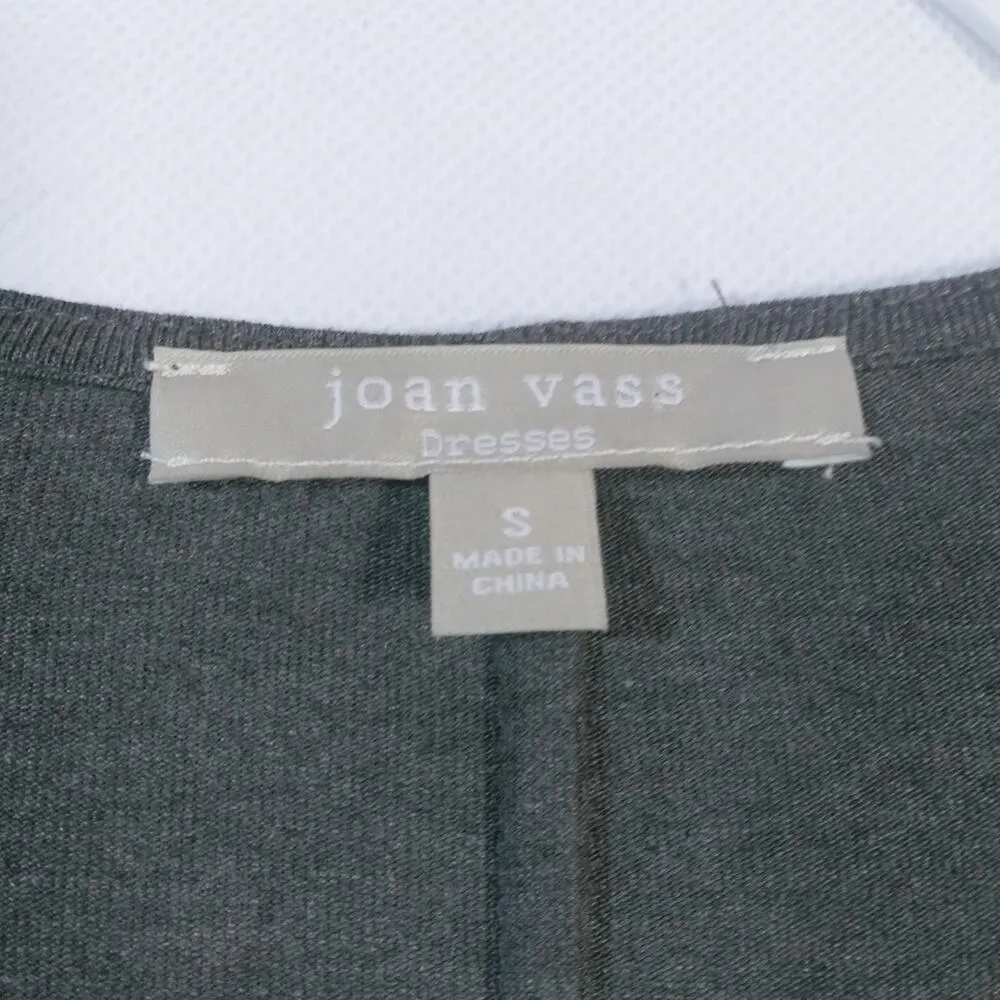 joan vass
Dresses
S
MADE IN
CHINA